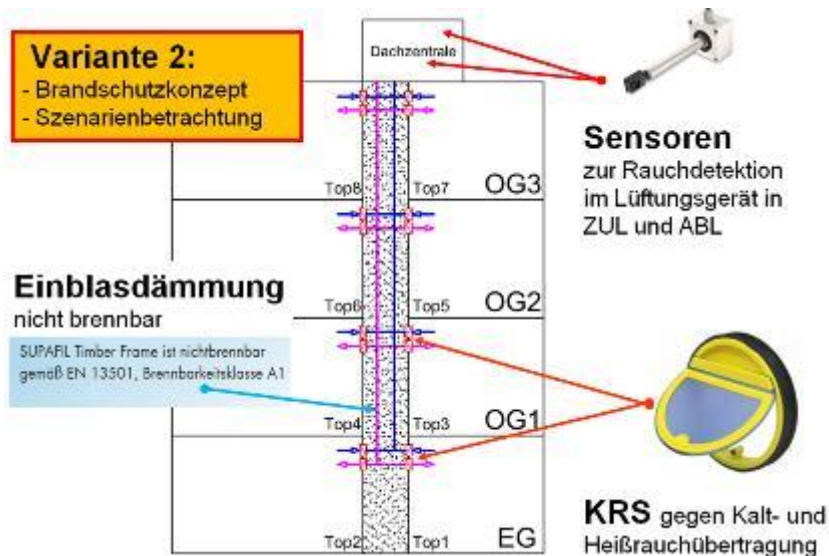 Variante 2:
- Brandschutzkonzept
- Szenarienbetrachtung
Dachzentrale
Sensoren
zur Rauchdetektion
im Lüftungsgerät in
ZUL und ABL
Top8 Top7 OG3
Einblasdämmung
nicht brennbar
SUPAFIL Timber Frame ist nichtbrennbar
gemäß EN 13501, Brennbarkeitsklasse A1
Top6 Top5 OG2
Top4 Top3 OG1
Top2 Top1 EG
KRS gegen Kalt- und
Heißrauchübertragung